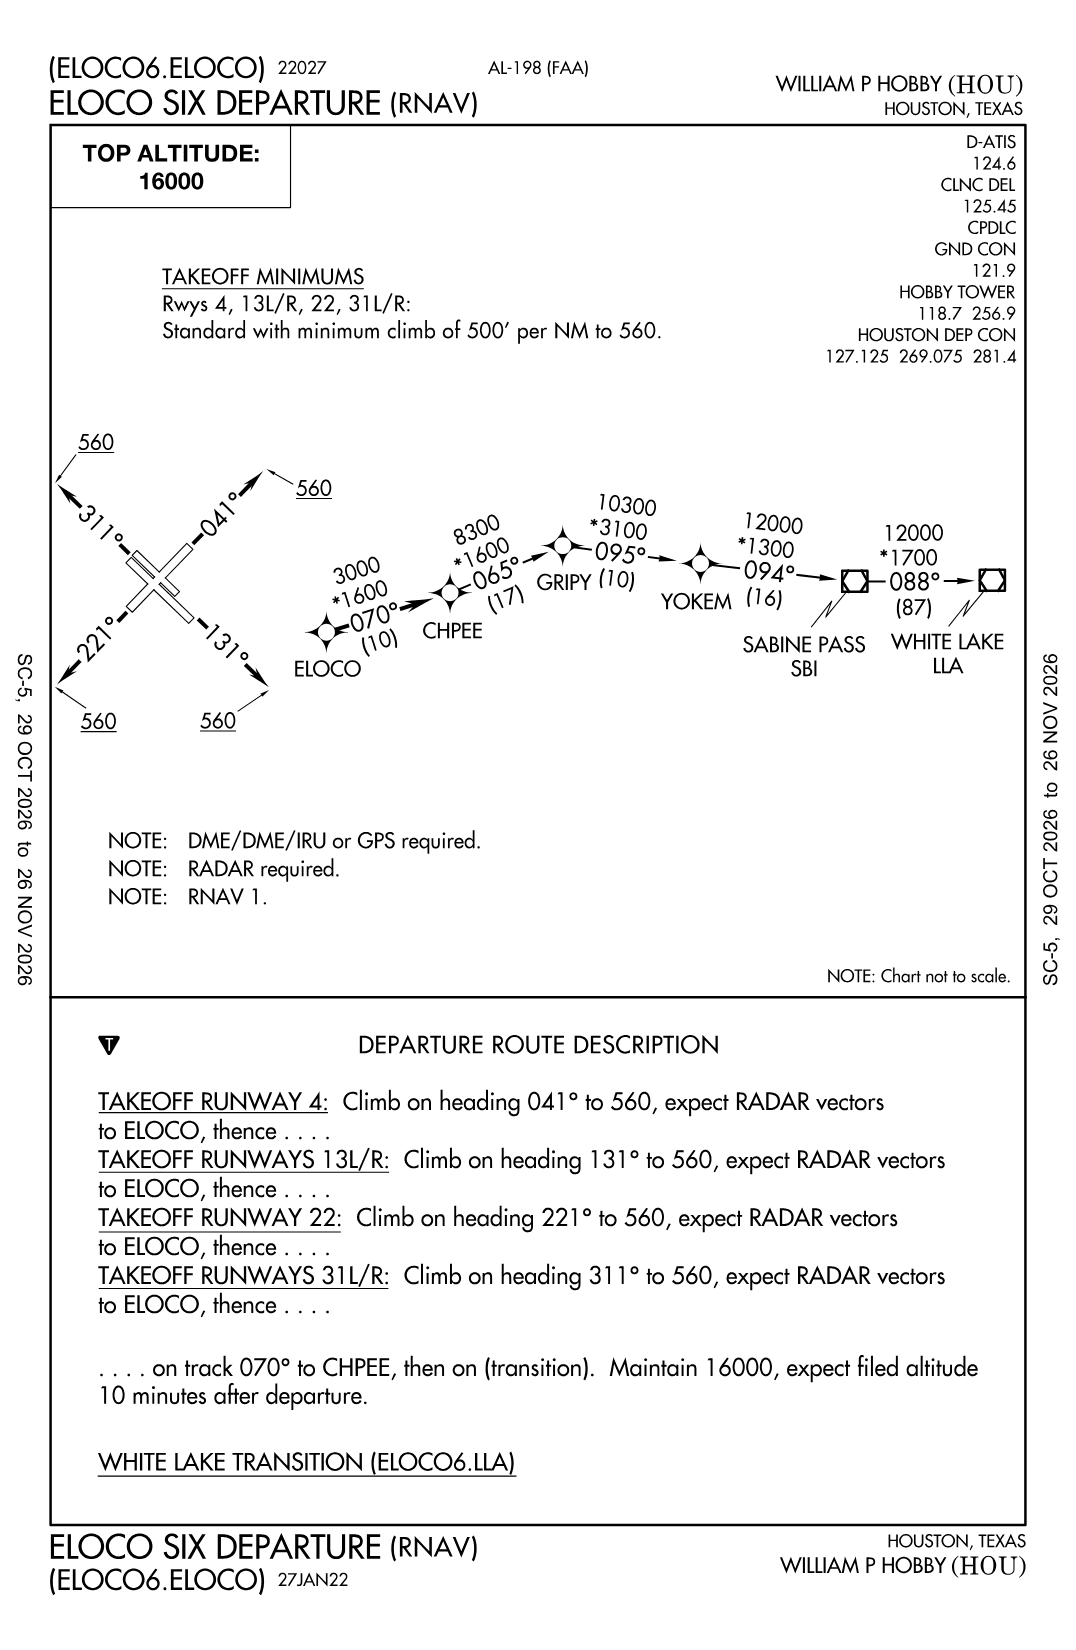 (ELOCO6.ELOCO) 22027
AL-198 (FAA)
WILLIAM P HOBBY (HOU)
ELOCO SIX DEPARTURE (RNAV)
HOUSTON, TEXAS
TOP ALTITUDE:
16000
D-ATIS
124.6
CLNC DEL
125.45
CPDLC
GND CON
121.9
HOBBY TOWER
118.7 256.9
HOUSTON DEP CON
127.125 269.075 281.4
TAKEOFF MINIMUMS
Rwys 4, 13L/R, 22, 31L/R:
Standard with minimum climb of 500’ per NM to 560.
560
560
311°
041°
221°
131°
560
560
ELOCO
3000
*1600
070°
(10)
CHPEE
8300
*1600
065°
(17)
GRIPY
10300
*3100
095°
(10)
YOKEM
12000
*1300
094°
(16)
SABINE PASS
SBI
12000
*1700
088°
(87)
WHITE LAKE
LLA
NOTE: DME/DME/IRU or GPS required.
NOTE: RADAR required.
NOTE: RNAV 1.
NOTE: Chart not to scale.
SC-5, 29 OCT 2026 to 26 NOV 2026
SC-5, 29 OCT 2026 to 26 NOV 2026
T
DEPARTURE ROUTE DESCRIPTION
TAKEOFF RUNWAY 4: Climb on heading 041° to 560, expect RADAR vectors
to ELOCO, thence . . . .
TAKEOFF RUNWAYS 13L/R: Climb on heading 131° to 560, expect RADAR vectors
to ELOCO, thence . . . .
TAKEOFF RUNWAY 22: Climb on heading 221° to 560, expect RADAR vectors
to ELOCO, thence . . . .
TAKEOFF RUNWAYS 31L/R: Climb on heading 311° to 560, expect RADAR vectors
to ELOCO, thence . . . .
. . . . on track 070° to CHPEE, then on (transition). Maintain 16000, expect filed altitude
10 minutes after departure.
WHITE LAKE TRANSITION (ELOCO6.LLA)
ELOCO SIX DEPARTURE (RNAV)
HOUSTON, TEXAS
(ELOCO6.ELOCO) 27JAN22
WILLIAM P HOBBY (HOU)